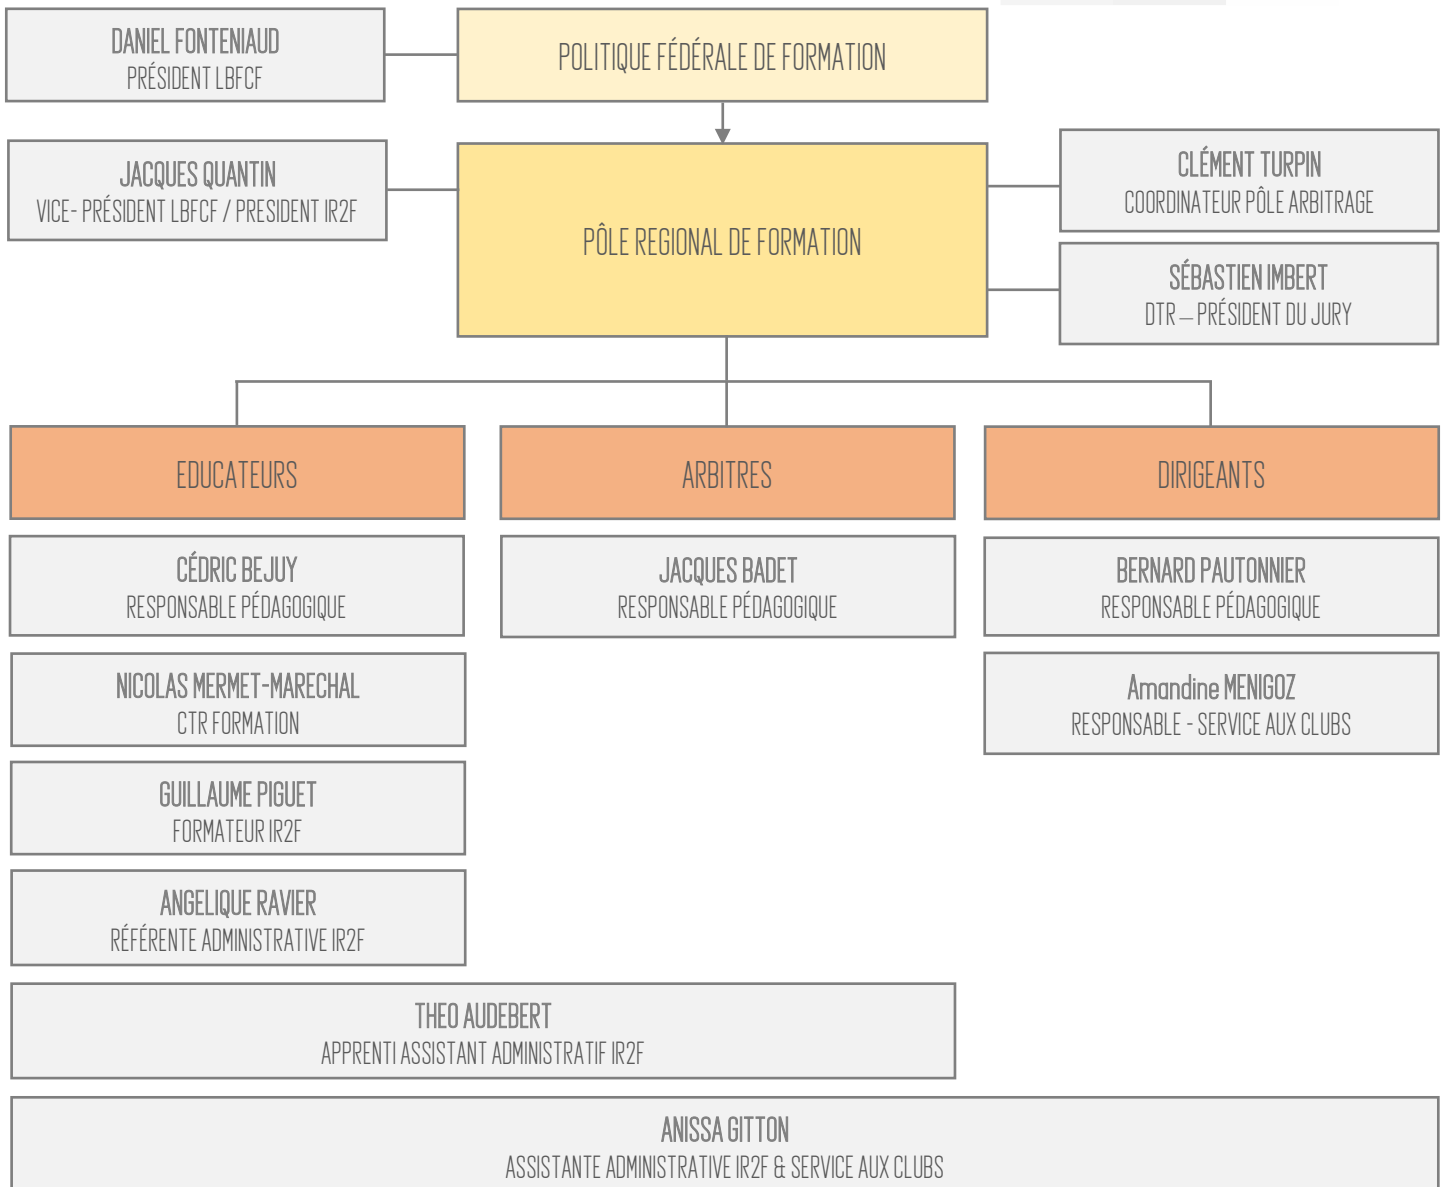 DANIEL FONTENIAUD
PRÉSIDENT LBFCF
POLITIQUE FÉDÉRALE DE FORMATION
JACQUES QUANTIN
VICE- PRÉSIDENT LBFCF / PRESIDENT IR2F
PÔLE REGIONAL DE FORMATION
CLÉMENT TURPIN
COORDINATEUR PÔLE ARBITRAGE
SÉBASTIEN IMBERT
DTR – PRÉSIDENT DU JURY
EDUCATEURS
ARBITRES
DIRIGEANTS
CÉDRIC BEJUY
RESPONSABLE PÉDAGOGIQUE
JACQUES BADET
RESPONSABLE PÉDAGOGIQUE
BERNARD PAUTONNIER
RESPONSABLE PÉDAGOGIQUE
NICOLAS MERMET-MARECHAL
CTR FORMATION
Amandine MENIGOZ
RESPONSABLE - SERVICE AUX CLUBS
GUILLAUME PIGUET
FORMATEUR IR2F
ANGELIQUE RAVIER
RÉFÉRENTE ADMINISTRATIVE IR2F
THEO AUDEBERT
APPRENTI ASSISTANT ADMINISTRATIF IR2F
ANISSA GITTON
ASSISTANTE ADMINISTRATIVE IR2F & SERVICE AUX CLUBS